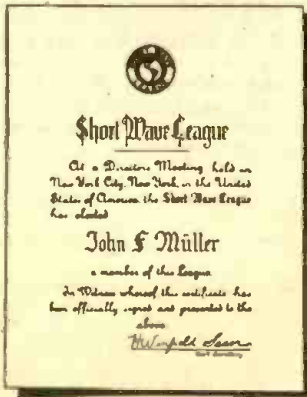 Short Wave League
At a Directors Meeting held in
New York City, New York, in the United
States of America the Short Wave League
has elected
John F Müller
a member of this League
In Witness whereof this certificate has
been officially signed and presented to the
above
H. Winfield Secor